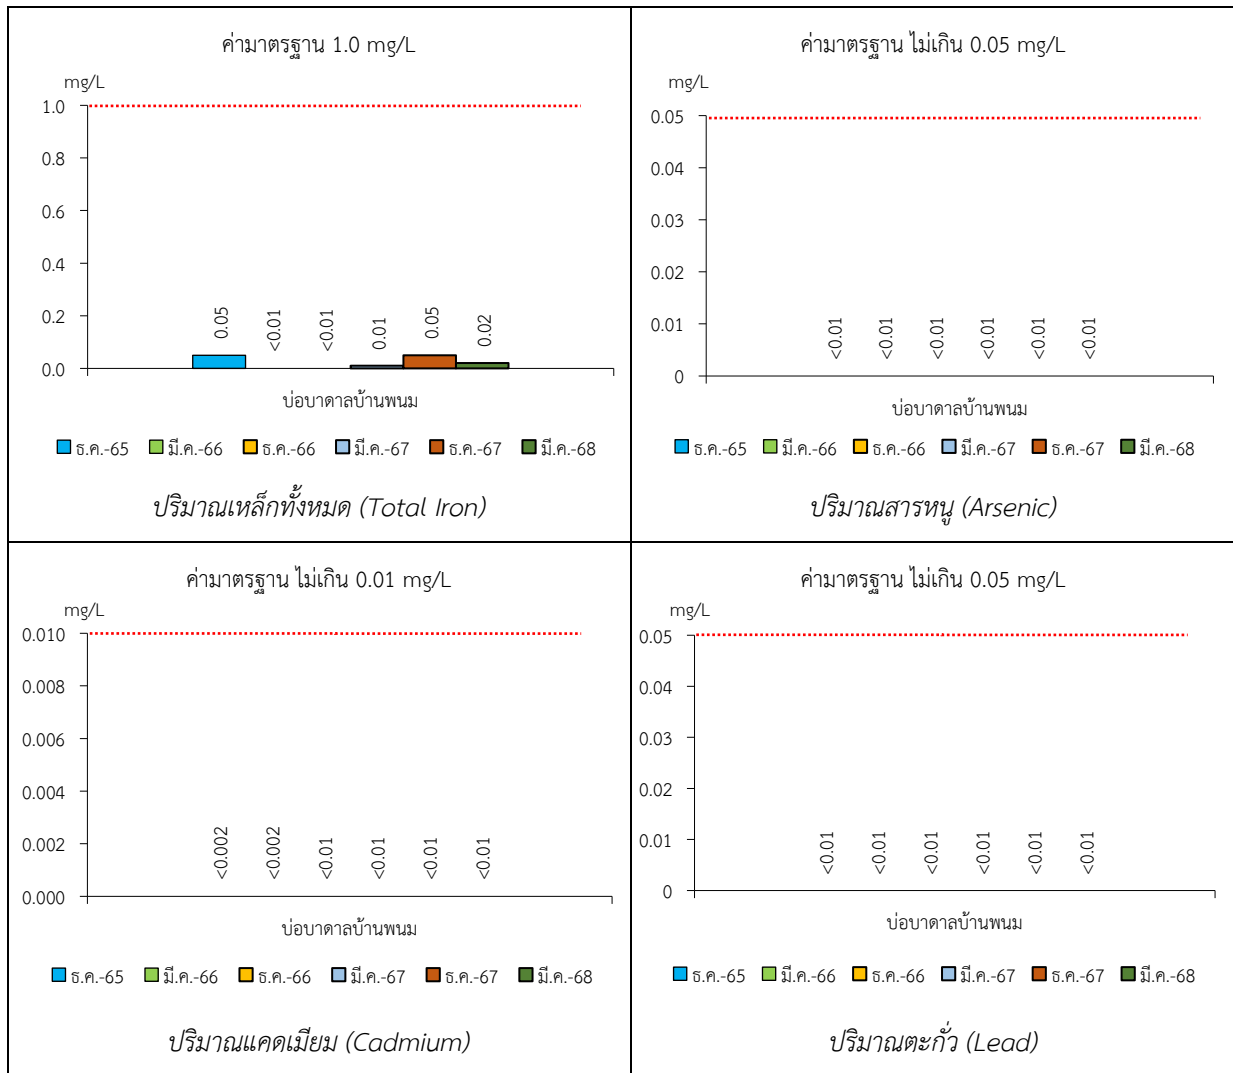 ค่ามาตรฐาน 1.0 mg/L
mg/L
1.0
0.8
0.6
0.4
0.2
0.0
0.05
<0.01
<0.01
0.01
0.05
0.02
บ่อบาดาลบ้านพนม
ธ.ค.-65 มี.ค.-66 ธ.ค.-66 มี.ค.-67 ธ.ค.-67 มี.ค.-68
ปริมาณเหล็กทั้งหมด (Total Iron)
ค่ามาตรฐาน ไม่เกิน 0.05 mg/L
mg/L
0.05
0.04
0.03
0.02
0.01
0
<0.01
<0.01
<0.01
<0.01
<0.01
<0.01
บ่อบาดาลบ้านพนม
ธ.ค.-65 มี.ค.-66 ธ.ค.-66 มี.ค.-67 ธ.ค.-67 มี.ค.-68
ปริมาณสารหนู (Arsenic)
ค่ามาตรฐาน ไม่เกิน 0.01 mg/L
mg/L
0.010
0.008
0.006
0.004
0.002
0.000
<0.002
<0.002
<0.01
<0.01
<0.01
<0.01
บ่อบาดาลบ้านพนม
ธ.ค.-65 มี.ค.-66 ธ.ค.-66 มี.ค.-67 ธ.ค.-67 มี.ค.-68
ปริมาณแคดเมียม (Cadmium)
ค่ามาตรฐาน ไม่เกิน 0.05 mg/L
mg/L
0.05
0.04
0.03
0.02
0.01
0
<0.01
<0.01
<0.01
<0.01
<0.01
<0.01
บ่อบาดาลบ้านพนม
ธ.ค.-65 มี.ค.-66 ธ.ค.-66 มี.ค.-67 ธ.ค.-67 มี.ค.-68
ปริมาณตะกั่ว (Lead)